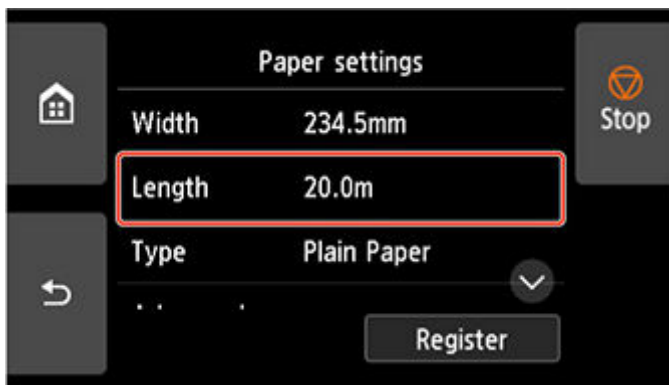 Paper settings
Stop
Width 234.5mm
Length 20.0m
Type Plain Paper
Register